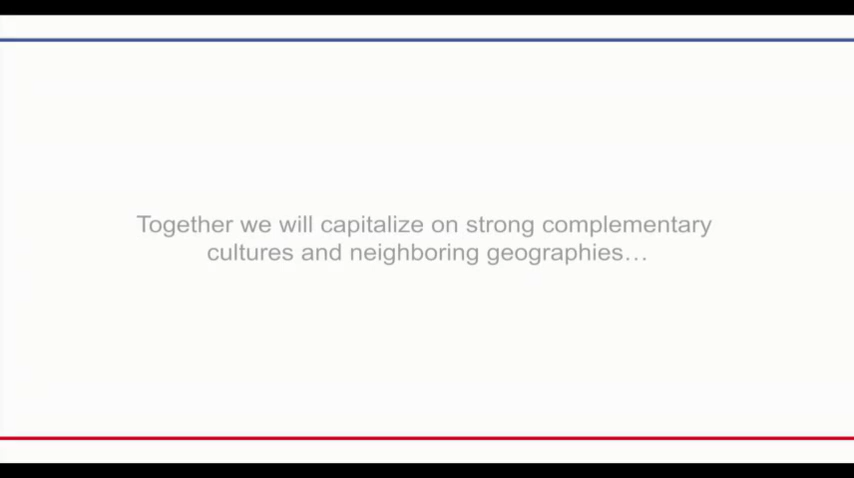 Together we will capitalize on strong complementary
cultures and neighboring geographies…